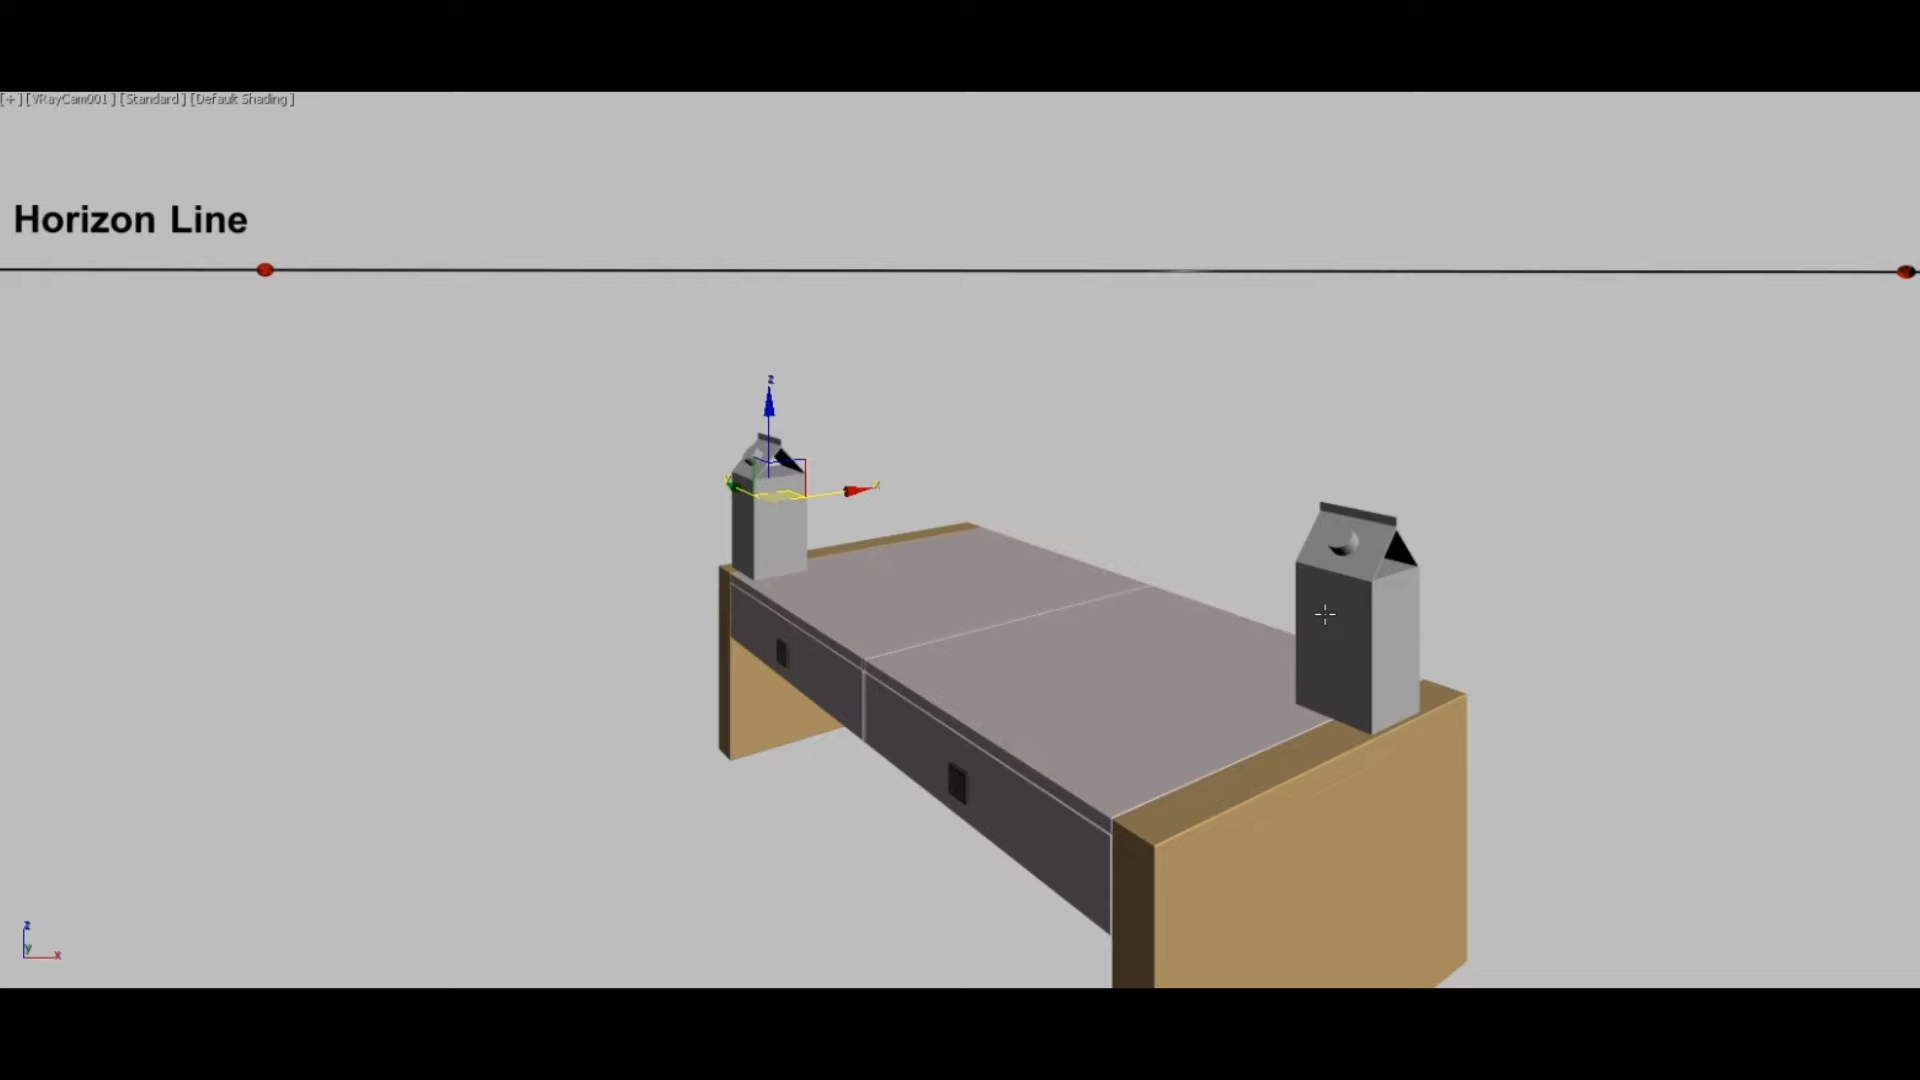 [+] [VRayCam001 ] [Standard ] [Default Shading ]
Horizon Line
z
x
z
y
x